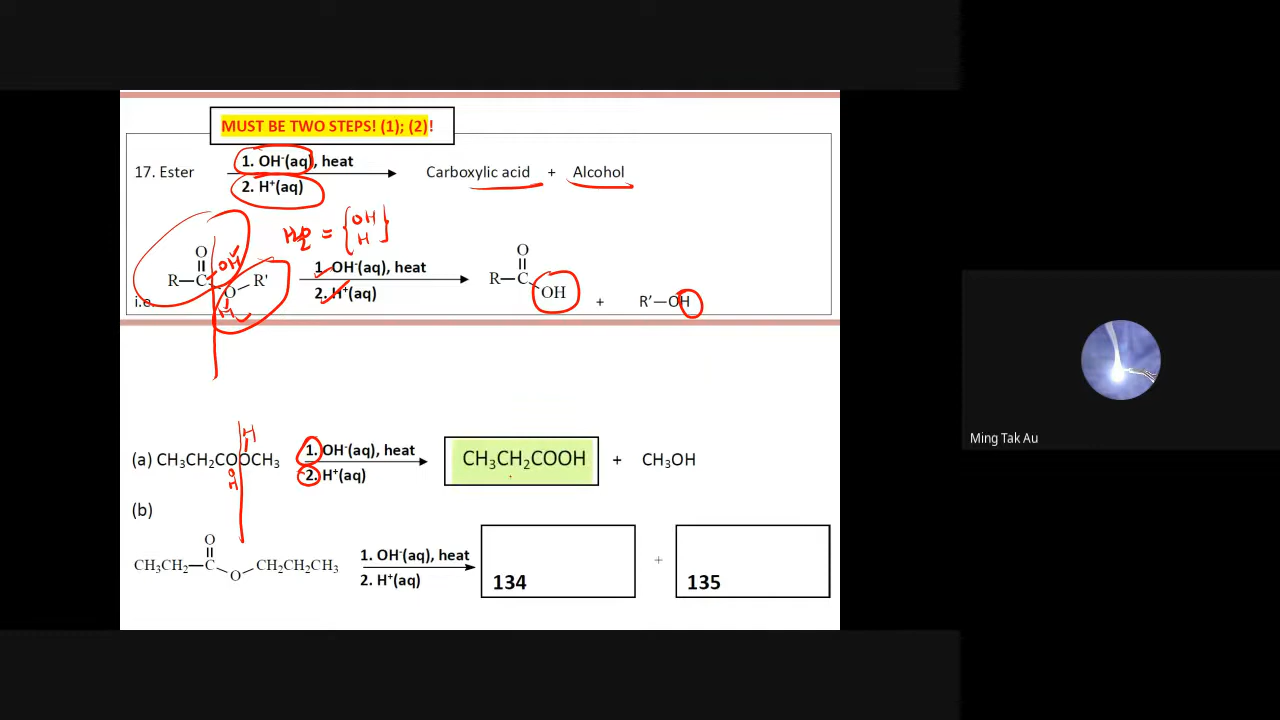 MUST BE TWO STEPS! (1); (2)!
17. Ester
1. OH⁻(aq), heat
2. H⁺(aq)
Carboxylic acid + Alcohol
H₂O = { OH
H }
i.e.
O
R—C
OH
O
R'
H
1. OH⁻(aq), heat
2. H⁺(aq)
O
R—C
OH
+
R'—OH
(a) CH₃CH₂COOCH₃
H
O
H
1. OH⁻(aq), heat
2. H⁺(aq)
CH₃CH₂COOH + CH₃OH
(b)
O
CH₃CH₂—C
O
CH₂CH₂CH₃
1. OH⁻(aq), heat
2. H⁺(aq)
134
+
135
Ming Tak Au